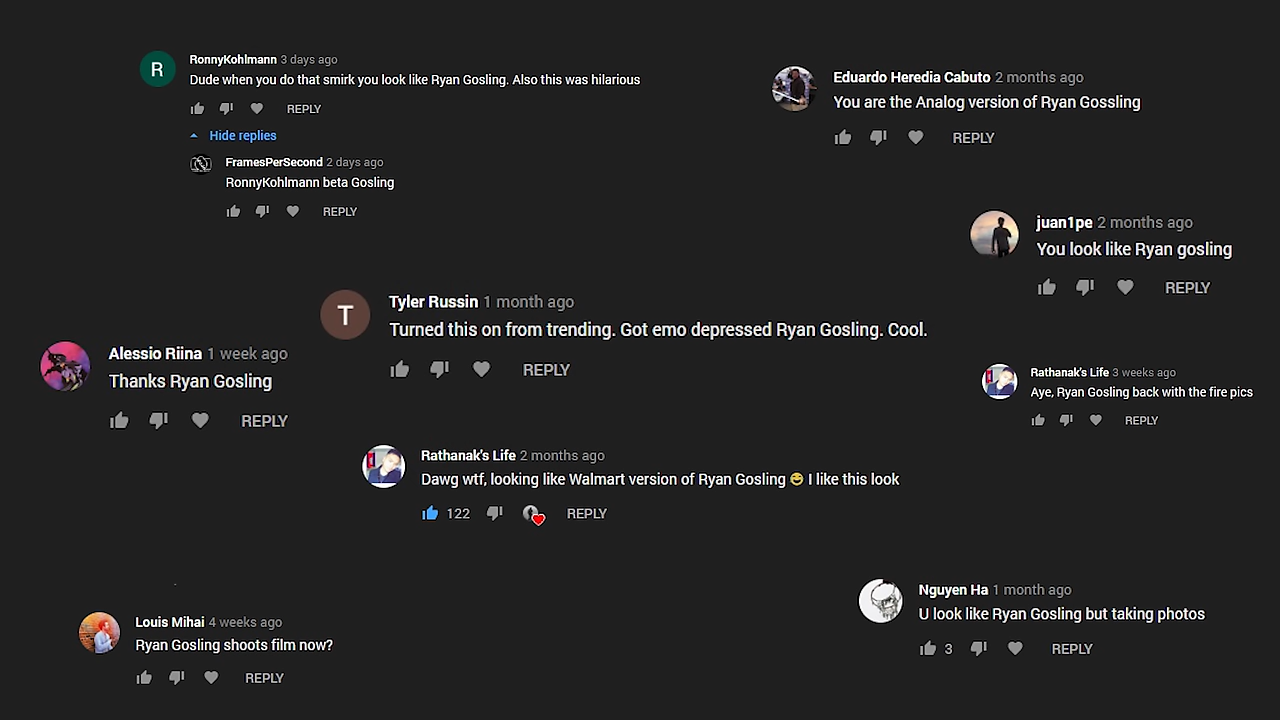 R
RonnyKohlmann 3 days ago
Dude when you do that smirk you look like Ryan Gosling. Also this was hilarious
REPLY
Hide replies
FramesPerSecond 2 days ago
RonnyKohlmann beta Gosling
REPLY
Eduardo Heredia Cabuto 2 months ago
You are the Analog version of Ryan Gossling
REPLY
juan1pe 2 months ago
You look like Ryan gosling
REPLY
T
Tyler Russin 1 month ago
Turned this on from trending. Got emo depressed Ryan Gosling. Cool.
REPLY
Alessio Riina 1 week ago
Thanks Ryan Gosling
REPLY
Rathanak's Life 3 weeks ago
Aye, Ryan Gosling back with the fire pics
REPLY
Rathanak's Life 2 months ago
Dawg wtf, looking like Walmart version of Ryan Gosling 😂 I like this look
122 REPLY
Louis Mihai 4 weeks ago
Ryan Gosling shoots film now?
REPLY
Nguyen Ha 1 month ago
U look like Ryan Gosling but taking photos
3 REPLY